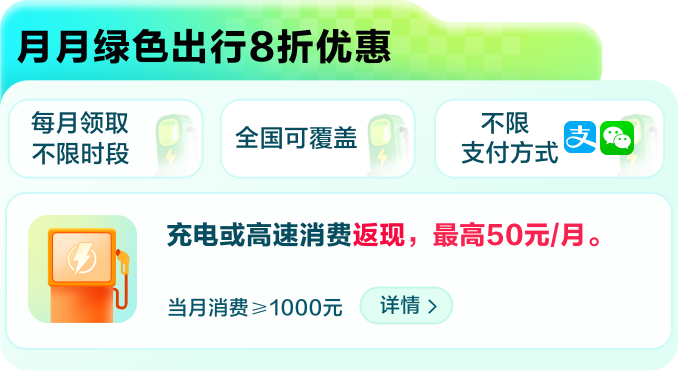 月月绿色出行8折优惠
每月领取
不限时段
全国可覆盖
不限
支付方式
支
充电或高速消费返现，最高50元/月。
当月消费≥1000元
详情 >